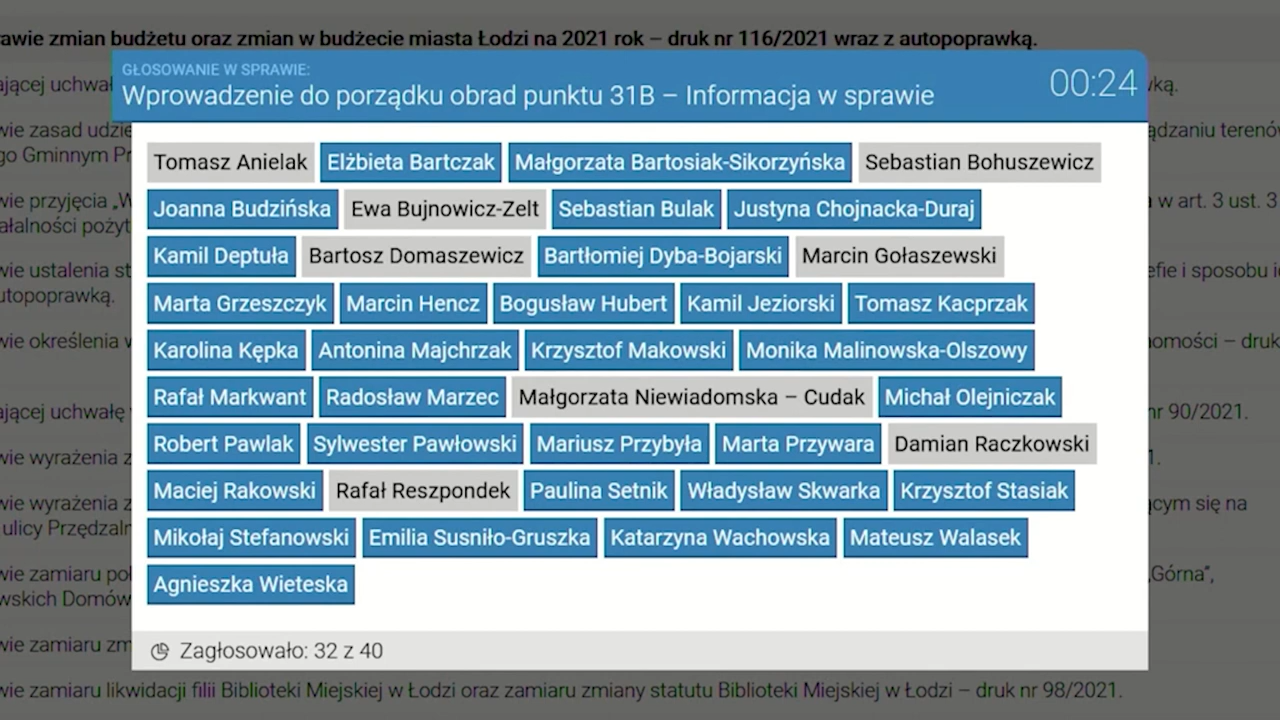 rawie zmian budżetu oraz zmian w budżecie miasta Łodzi na 2021 rok – druk nr 116/2021 wraz z autopoprawką.
GŁOSOWANIE W SPRAWIE:
Wprowadzenie do porządku obrad punktu 31B – Informacja w sprawie
00:24
Tomasz Anielak Elżbieta Bartczak Małgorzata Bartosiak-Sikorzyńska Sebastian Bohuszewicz
Joanna Budzińska Ewa Bujnowicz-Zelt Sebastian Bulak Justyna Chojnacka-Duraj
Kamil Deptuła Bartosz Domaszewicz Bartłomiej Dyba-Bojarski Marcin Gołaszewski
Marta Grzeszczyk Marcin Hencz Bogusław Hubert Kamil Jeziorski Tomasz Kacprzak
Karolina Kępka Antonina Majchrzak Krzysztof Makowski Monika Malinowska-Olszowy
Rafał Markwant Radosław Marzec Małgorzata Niewiadomska – Cudak Michał Olejniczak
Robert Pawlak Sylwester Pawłowski Mariusz Przybyła Marta Przywara Damian Raczkowski
Maciej Rakowski Rafał Reszpondek Paulina Setnik Władysław Skwarka Krzysztof Stasiak
Mikołaj Stefanowski Emilia Susniło-Gruszka Katarzyna Wachowska Mateusz Walasek
Agnieszka Wieteska
Zagłosowało: 32 z 40
wie zamiaru likwidacji filii Biblioteki Miejskiej w Łodzi oraz zamiaru zmiany statutu Biblioteki Miejskiej w Łodzi – druk nr 98/2021.